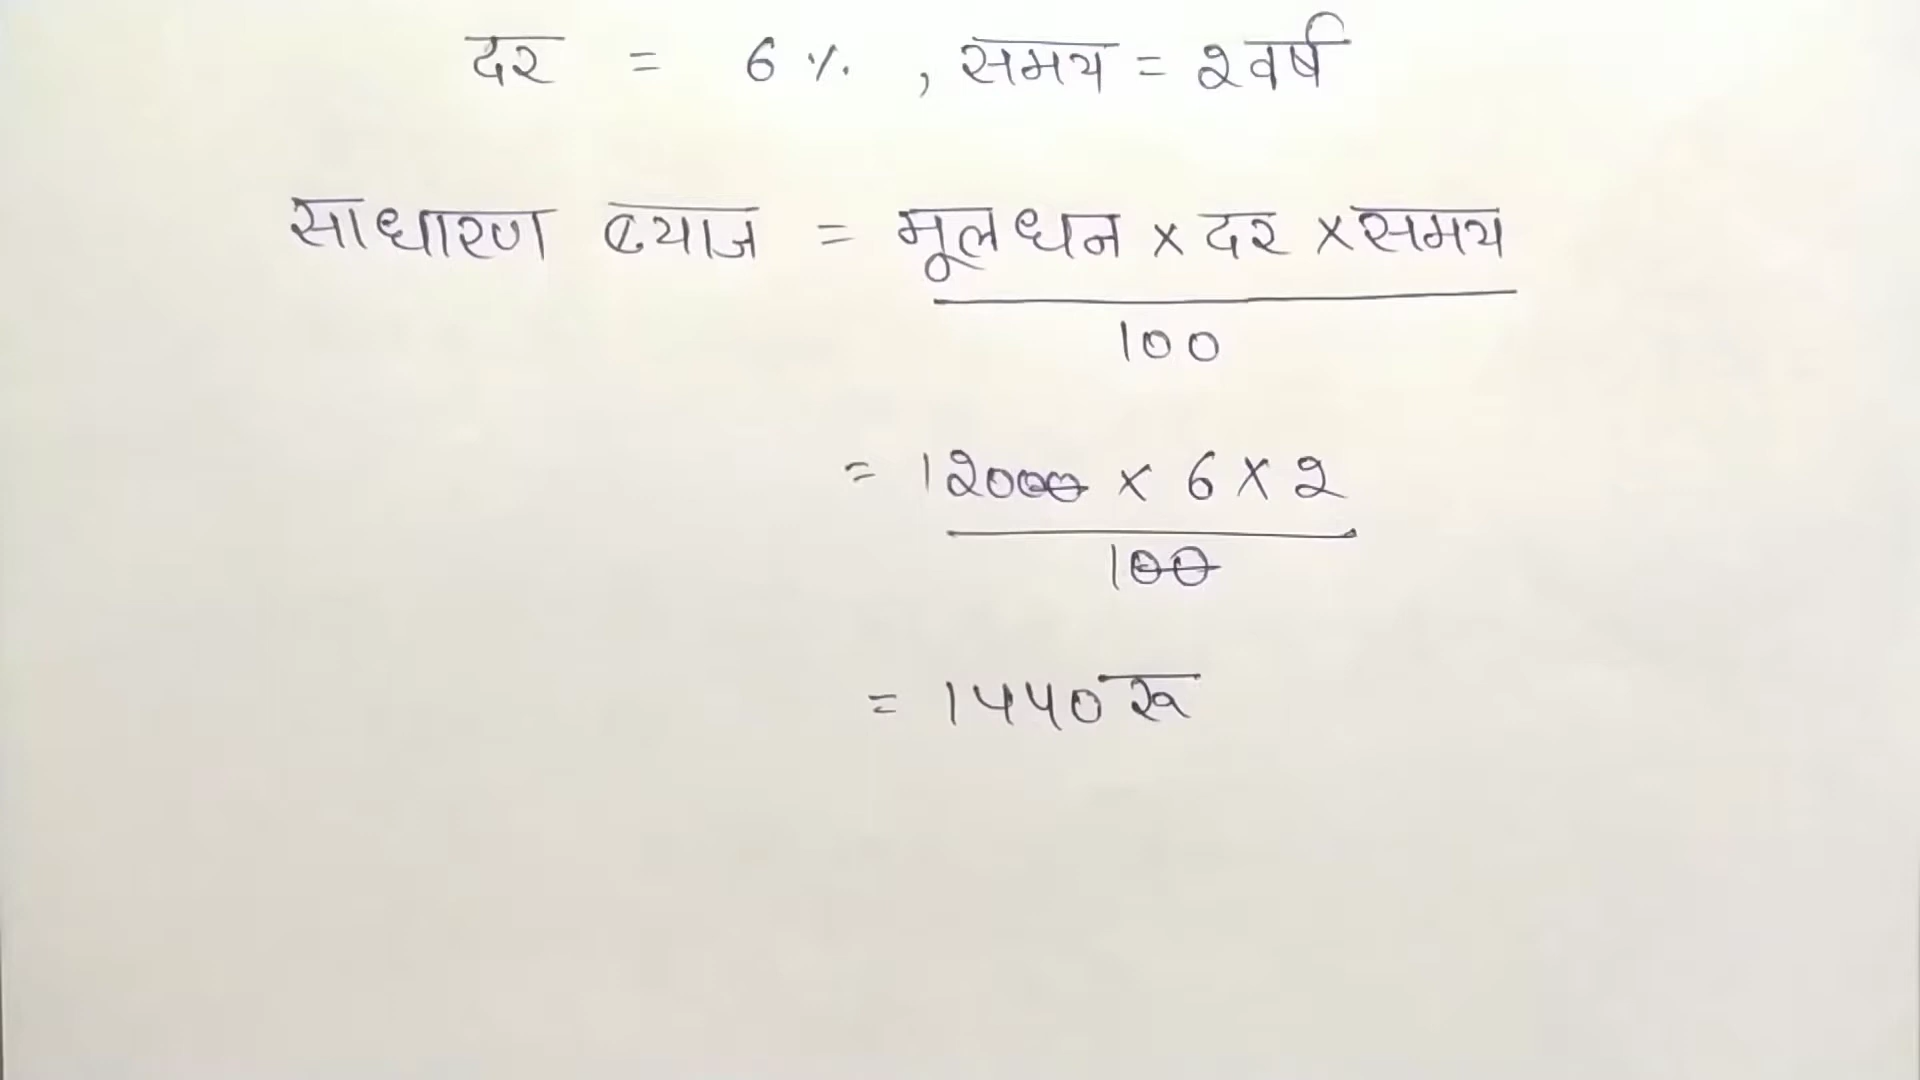 दर = 6 %. , समय = 2 वर्ष
साधारण ब्याज = मूलधन × दर × समय
100
= 12000 × 6 × 2
100
= 1440 रू